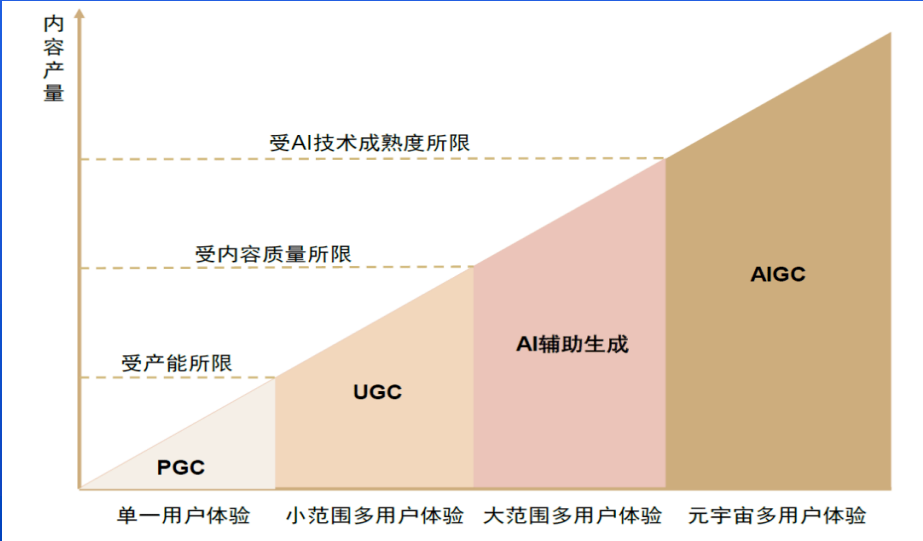 内容产量
受AI技术成熟度所限
受内容质量所限
AIGC
AI辅助生成
受产能所限
UGC
PGC
单一用户体验
小范围多用户体验
大范围多用户体验
元宇宙多用户体验